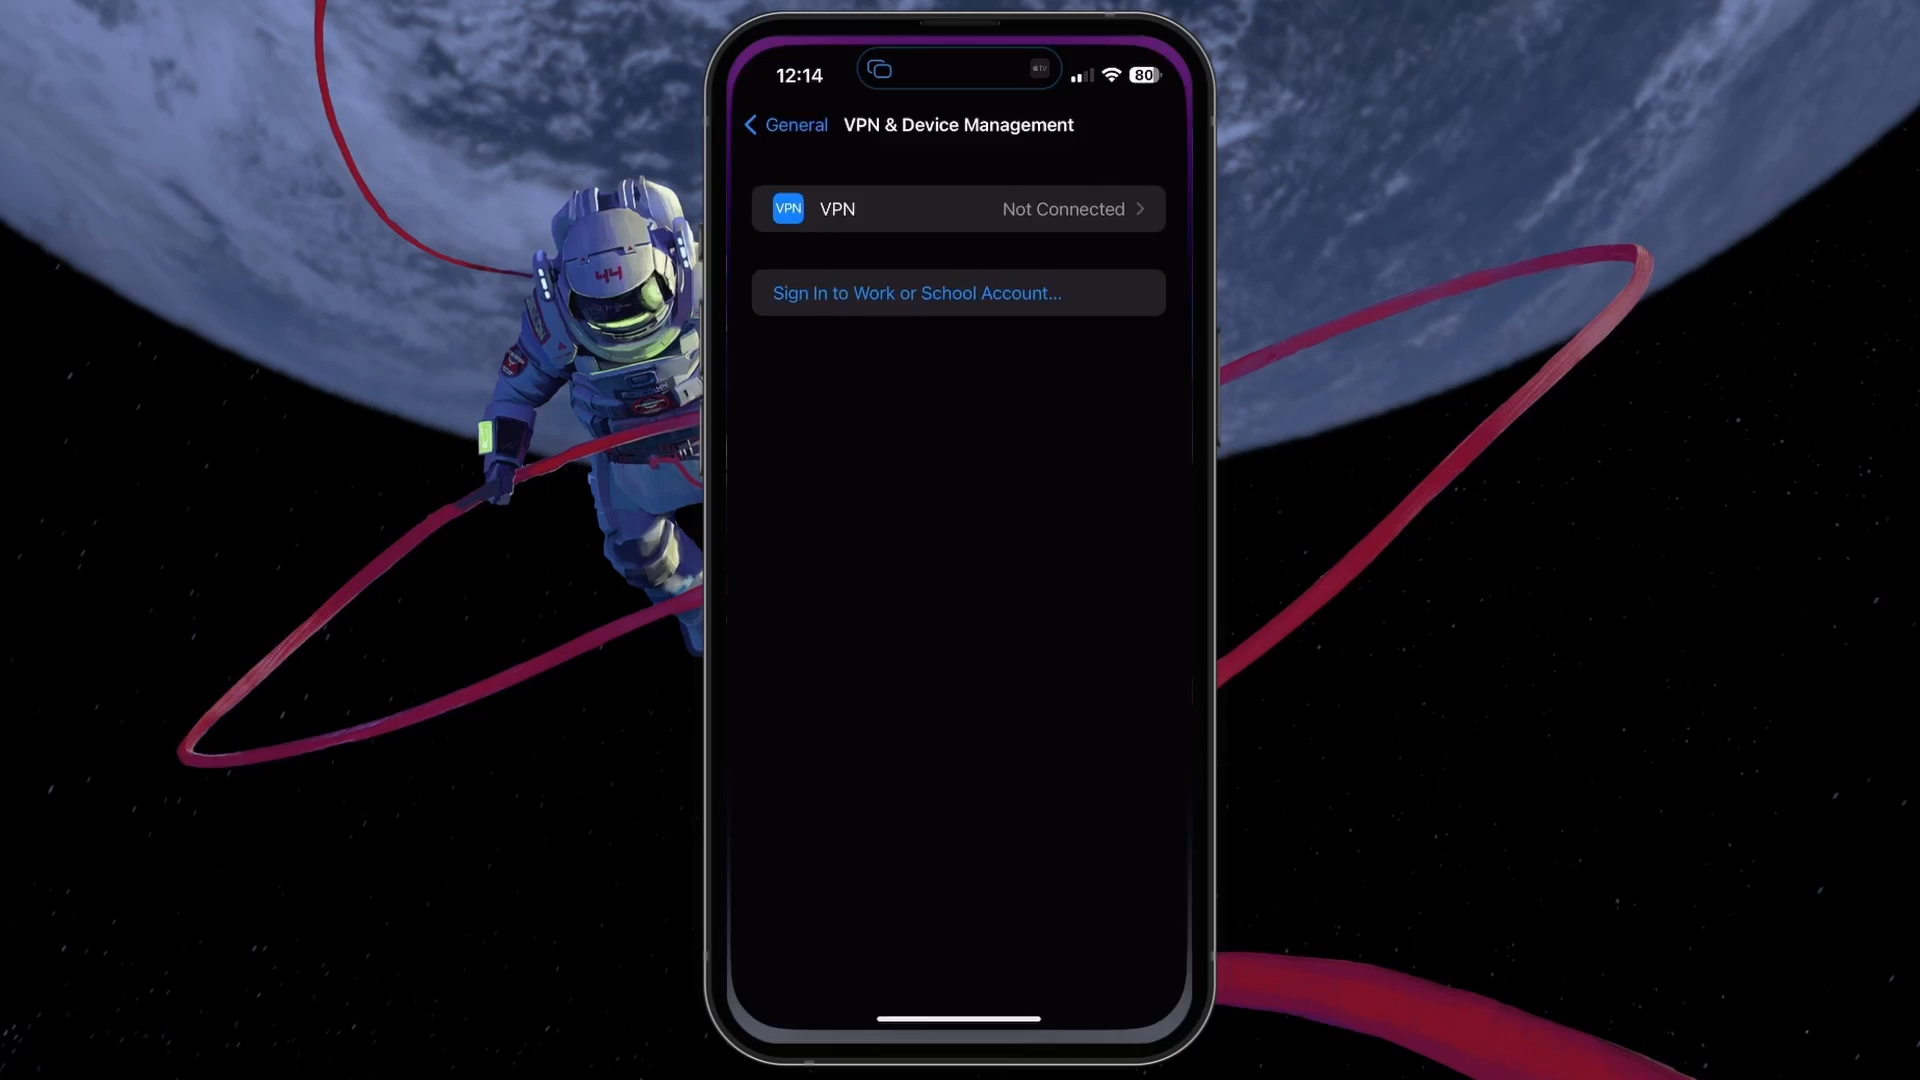 12:14
tv
80
General
VPN & Device Management
VPN
VPN
Not Connected
Sign In to Work or School Account...
44